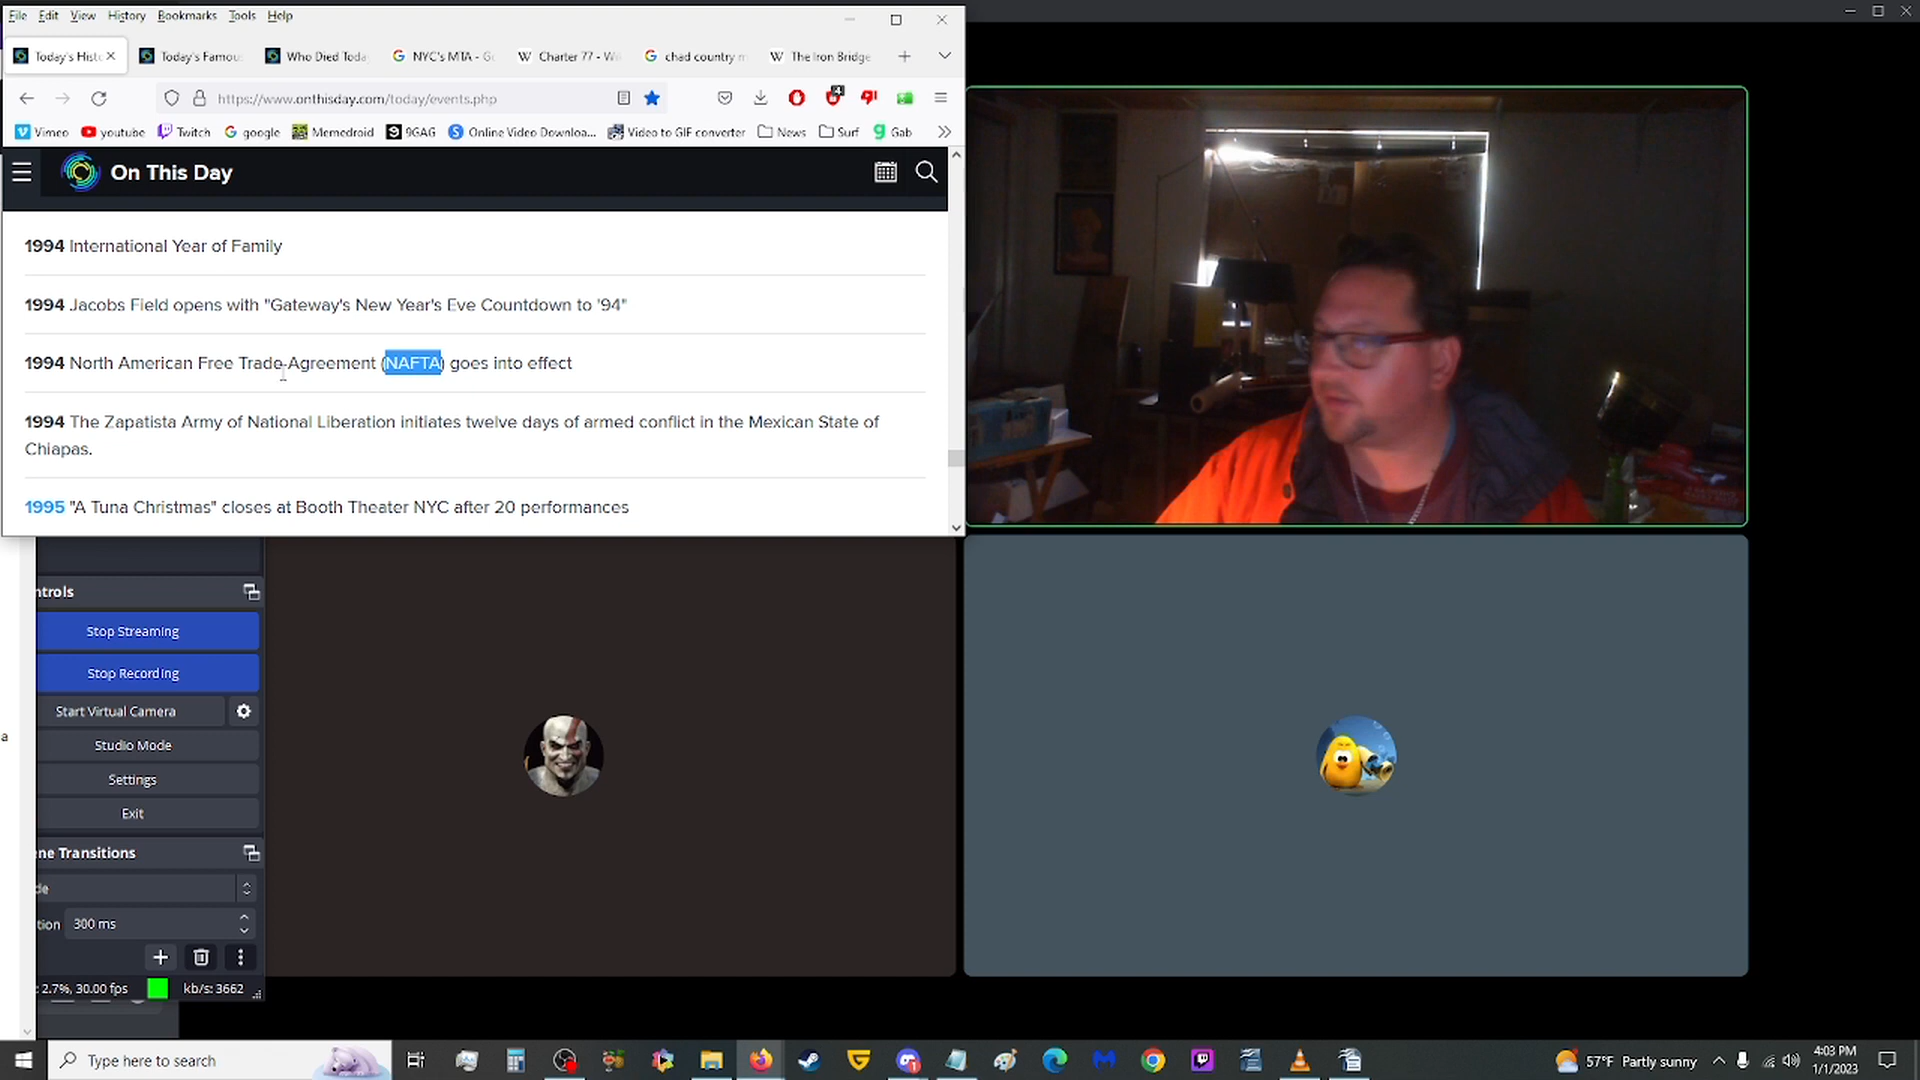 File Edit View History Bookmarks Tools Help
Today's Hist
Today's Famou
Who Died Toda
NYC's MTA - G
Charter 77 - Wi
chad country m
The Iron Bridge
https://www.onthisday.com/today/events.php
Vimeo youtube Twitch google Memedroid 9GAG Online Video Downloa... Video to GIF converter News Surf Gab
On This Day
1994 International Year of Family
1994 Jacobs Field opens with "Gateway's New Year's Eve Countdown to '94"
1994 North American Free Trade Agreement (NAFTA) goes into effect
1994 The Zapatista Army of National Liberation initiates twelve days of armed conflict in the Mexican State of
Chiapas.
1995 "A Tuna Christmas" closes at Booth Theater NYC after 20 performances
ntrols
Stop Streaming
Stop Recording
Start Virtual Camera
a
Studio Mode
Settings
Exit
ene Transitions
de
tion 300 ms
: 2.7%, 30.00 fps kb/s: 3662
Type here to search
57°F Partly sunny
4:03 PM
1/1/2023